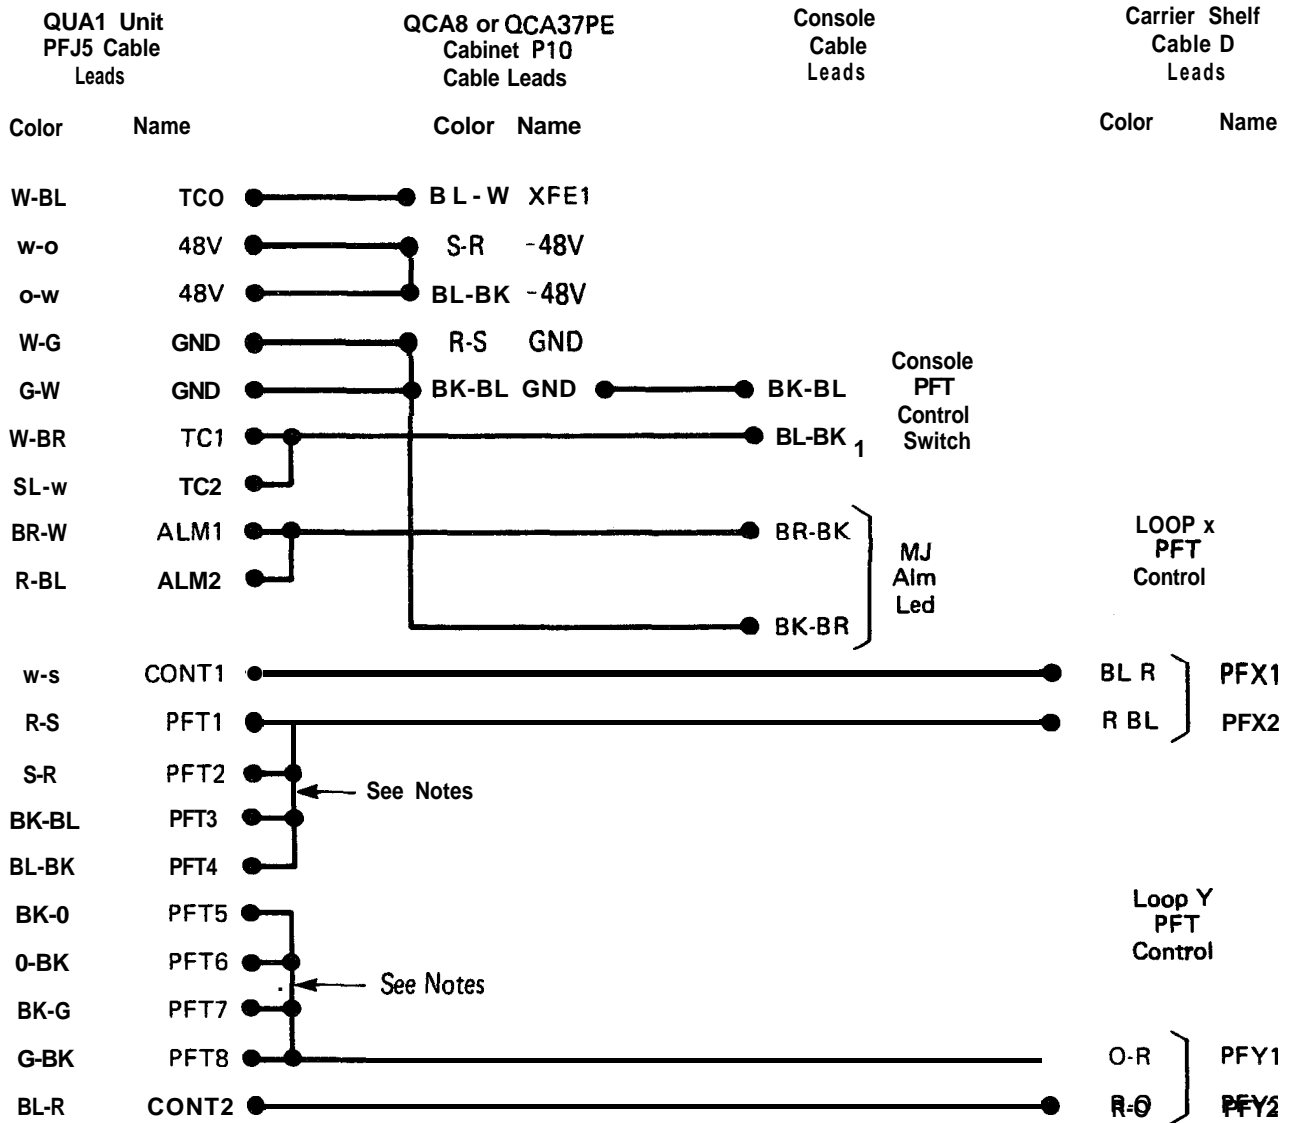 QUA1 Unit
PFJ5 Cable
Leads
QCA8 or QCA37PE
Cabinet P10
Cable Leads
Console
Cable
Leads
Carrier Shelf
Cable D
Leads
Color Name Color Name Color Name
W-BL TCO BL-W XFE1
w-o 48V S-R -48V
o-w 48V BL-BK -48V
W-G GND R-S GND
G-W GND BK-BL GND BK-BL
Console
PFT
Control
Switch
W-BR TC1 BL-BK 1
SL-w TC2
BR-W ALM1 BR-BK
R-BL ALM2
MJ
Alm
Led
BK-BR
LOOP x
PFT
Control
w-s CONT1 BL R PFX1
R-S PFT1 R BL PFX2
S-R PFT2
See Notes
BK-BL PFT3
BL-BK PFT4
BK-0 PFT5
0-BK PFT6
See Notes
BK-G PFT7
Loop Y
PFT
Control
G-BK PFT8 O-R PFY1
BL-R CONT2 R-O PFY2